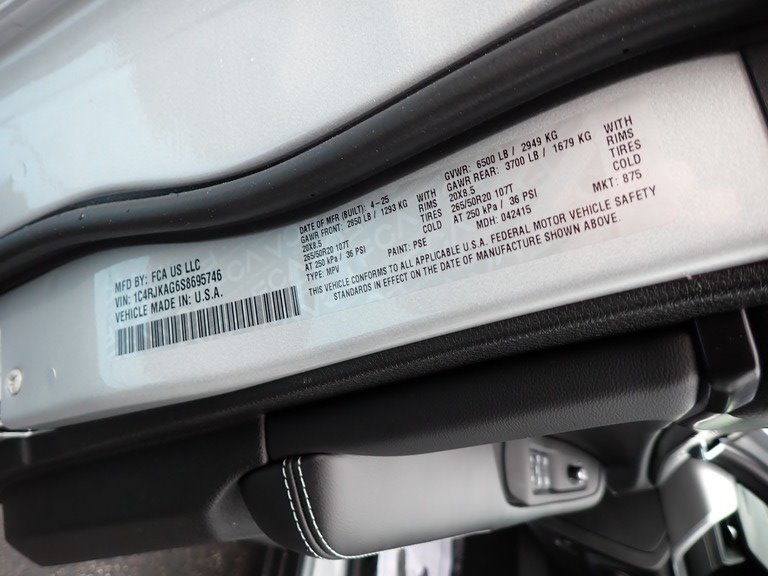 MFD BY: FCA US LLC
VIN: 1C4RJKAG6S8695746
VEHICLE MADE IN: U.S.A.
DATE OF MFR (BUILT): 4-25
GAWR FRONT: 2850 LB / 1293 KG WITH
20X8.5 RIMS
265/50R20 107T TIRES
AT 250 kPa / 36 PSI COLD
TYPE: MPV PAINT: PSE
GVWR: 6500 LB / 2949 KG
GAWR REAR: 3700 LB / 1679 KG WITH
20X8.5 RIMS
265/50R20 107T TIRES
AT 250 kPa / 36 PSI COLD
MDH: 042415 MKT: 875
THIS VEHICLE CONFORMS TO ALL APPLICABLE U.S.A. FEDERAL MOTOR VEHICLE SAFETY
STANDARDS IN EFFECT ON THE DATE OF MANUFACTURE SHOWN ABOVE.